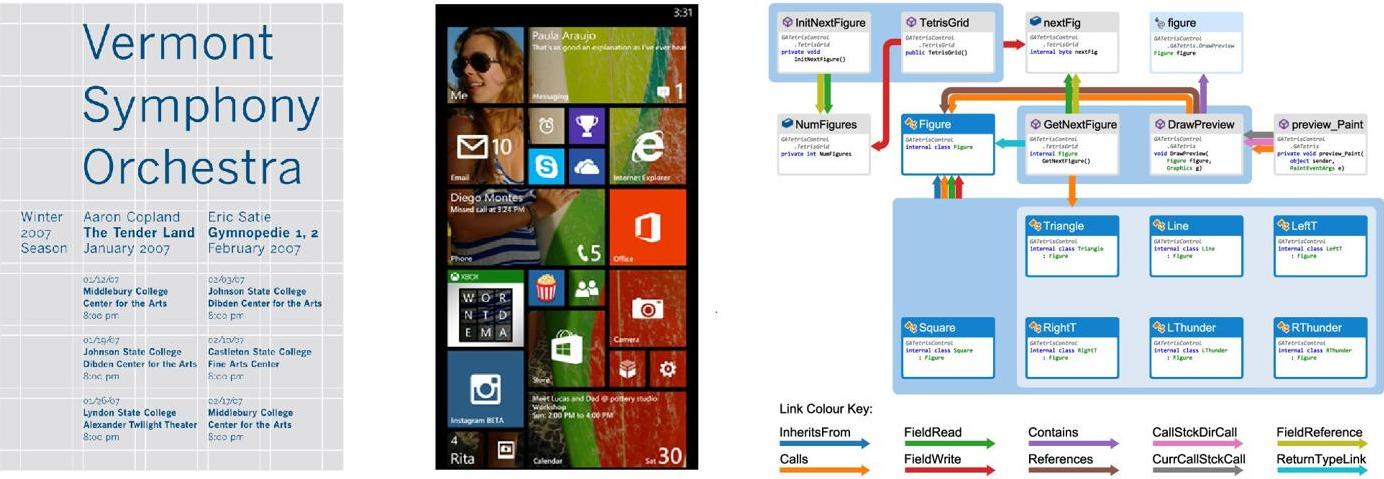 Vermont
Symphony
Orchestra
Winter
2007
Season
Aaron Copland
The Tender Land
January 2007
Eric Satie
Gymnopedie 1, 2
February 2007
01/12/07
Middlebury College
Center for the Arts
8:00 pm
02/03/07
Johnson State College
Dibden Center for the Arts
8:00 pm
01/19/07
Johnson State College
Dibden Center for the Arts
8:00 pm
02/10/07
Castleton State College
Fine Arts Center
8:00 pm
01/26/07
Lyndon State College
Alexander Twilight Theater
8:00 pm
02/17/07
Middlebury College
Center for the Arts
8:00 pm
3:31
Me
Paula Araujo
That's as good an explanation as I've ever hear
Messaging
1
10
Email
Internet Explorer
Diego Montes
Missed call at 3:24 PM
5
Phone
Office
XBOX
W O R
N T D
E M A
Camera
Store
Instagram BETA
Meet Lucas and Dad @ pottery studio
Workshop
Sun: 2:00 PM to 4:00 PM
4
Rita
Calendar
Sat 30
InitNextFigure
GATetrisControl
.TetrisGrid
private void
InitNextFigure()
TetrisGrid
GATetrisControl
.TetrisGrid
public TetrisGrid()
nextFig
GATetrisControl
.TetrisGrid
internal byte nextFig
figure
GATetrisControl
.GATetris.DrawPreview
Figure figure
NumFigures
GATetrisControl
.TetrisGrid
private int NumFigures
Figure
GATetrisControl
internal class Figure
GetNextFigure
GATetrisControl
.TetrisGrid
internal Figure
GetNextFigure()
DrawPreview
GATetrisControl
.GATetris
void DrawPreview(
Figure figure,
Graphics g)
preview_Paint
GATetrisControl
.GATetris
private void preview_Paint(
object sender,
PaintEventArgs e)
Triangle
GATetrisControl
internal class Triangle
: Figure
Line
GATetrisControl
internal class Line
: Figure
LeftT
GATetrisControl
internal class LeftT
: Figure
Square
GATetrisControl
internal class Square
: Figure
RightT
GATetrisControl
internal class RightT
: Figure
LThunder
GATetrisControl
internal class LThunder
: Figure
RThunder
GATetrisControl
internal class RThunder
: Figure
Link Colour Key:
InheritsFrom
FieldRead
Contains
CallStckDirCall
FieldReference
Calls
FieldWrite
References
CurrCallStckCall
ReturnTypeLink